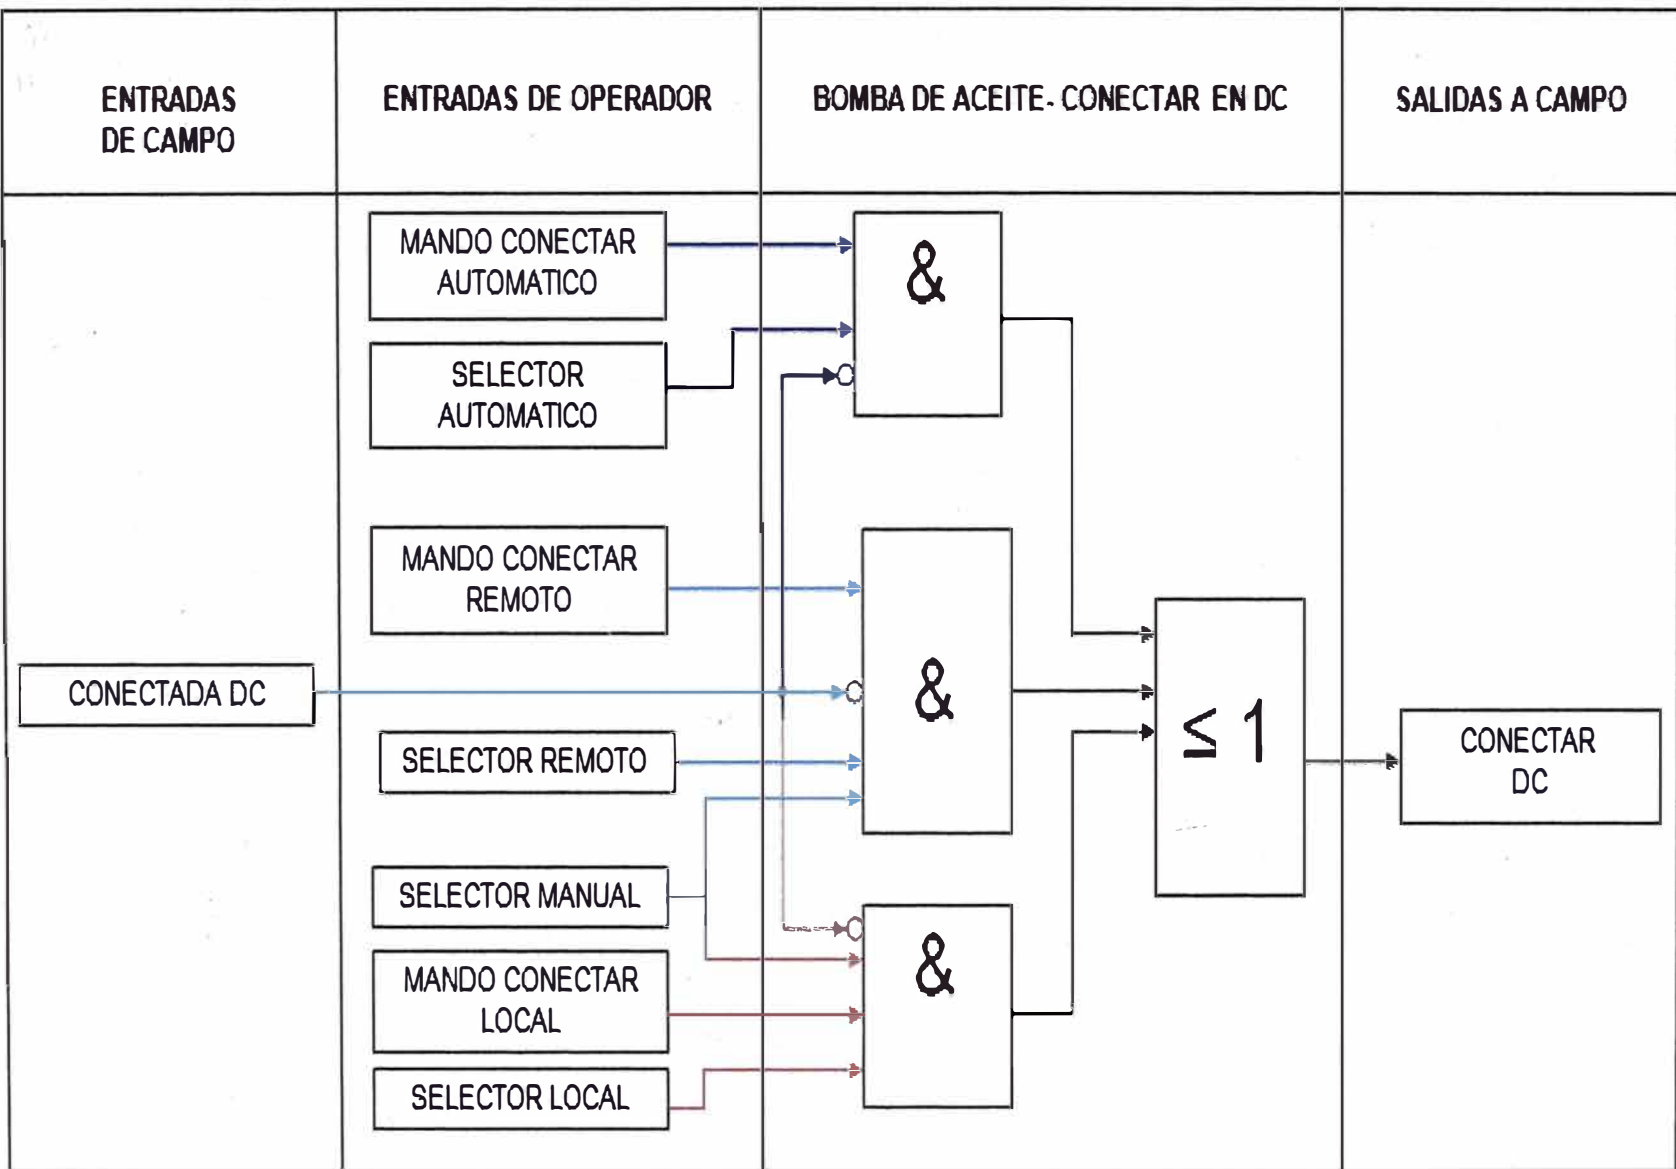 ENTRADAS
DE CAMPO
ENTRADAS DE OPERADOR
BOMBA DE ACEITE- CONECTAR EN DC
SALIDAS A CAMPO
MANDO CONECTAR
AUTOMATICO
&
SELECTOR
AUTOMATICO
MANDO CONECTAR
REMOTO
CONECTADA DC
&
SELECTOR REMOTO
≤ 1
CONECTAR
DC
SELECTOR MANUAL
MANDO CONECTAR
LOCAL
&
SELECTOR LOCAL